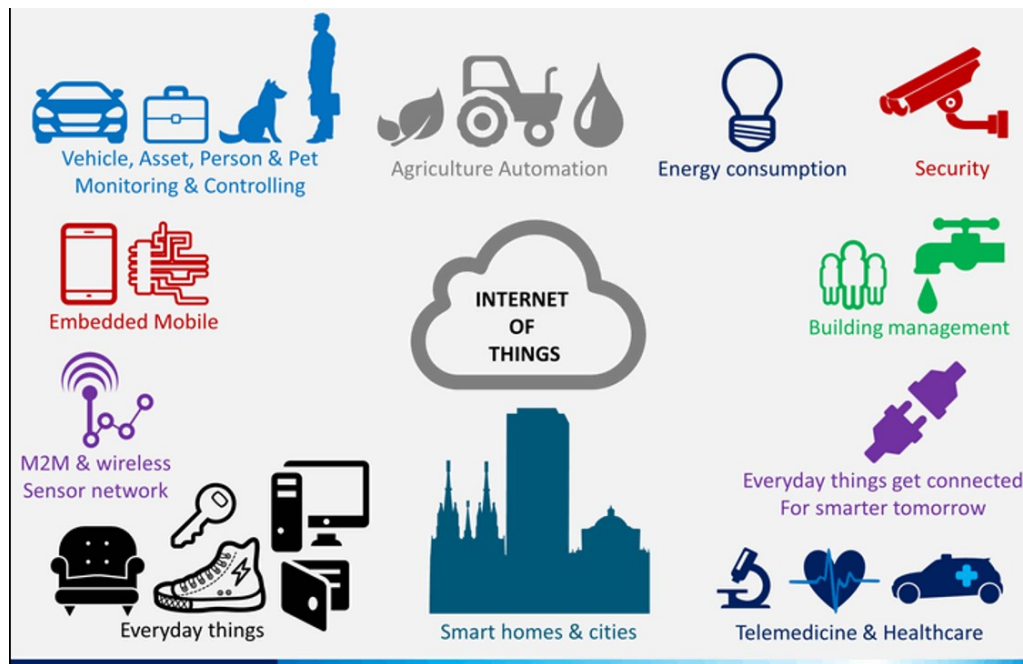 Vehicle, Asset, Person & Pet
Monitoring & Controlling
Agriculture Automation
Energy consumption
Security
Embedded Mobile
INTERNET
OF
THINGS
Building management
M2M & wireless
Sensor network
Everyday things get connected
For smarter tomorrow
Everyday things
Smart homes & cities
Telemedicine & Healthcare